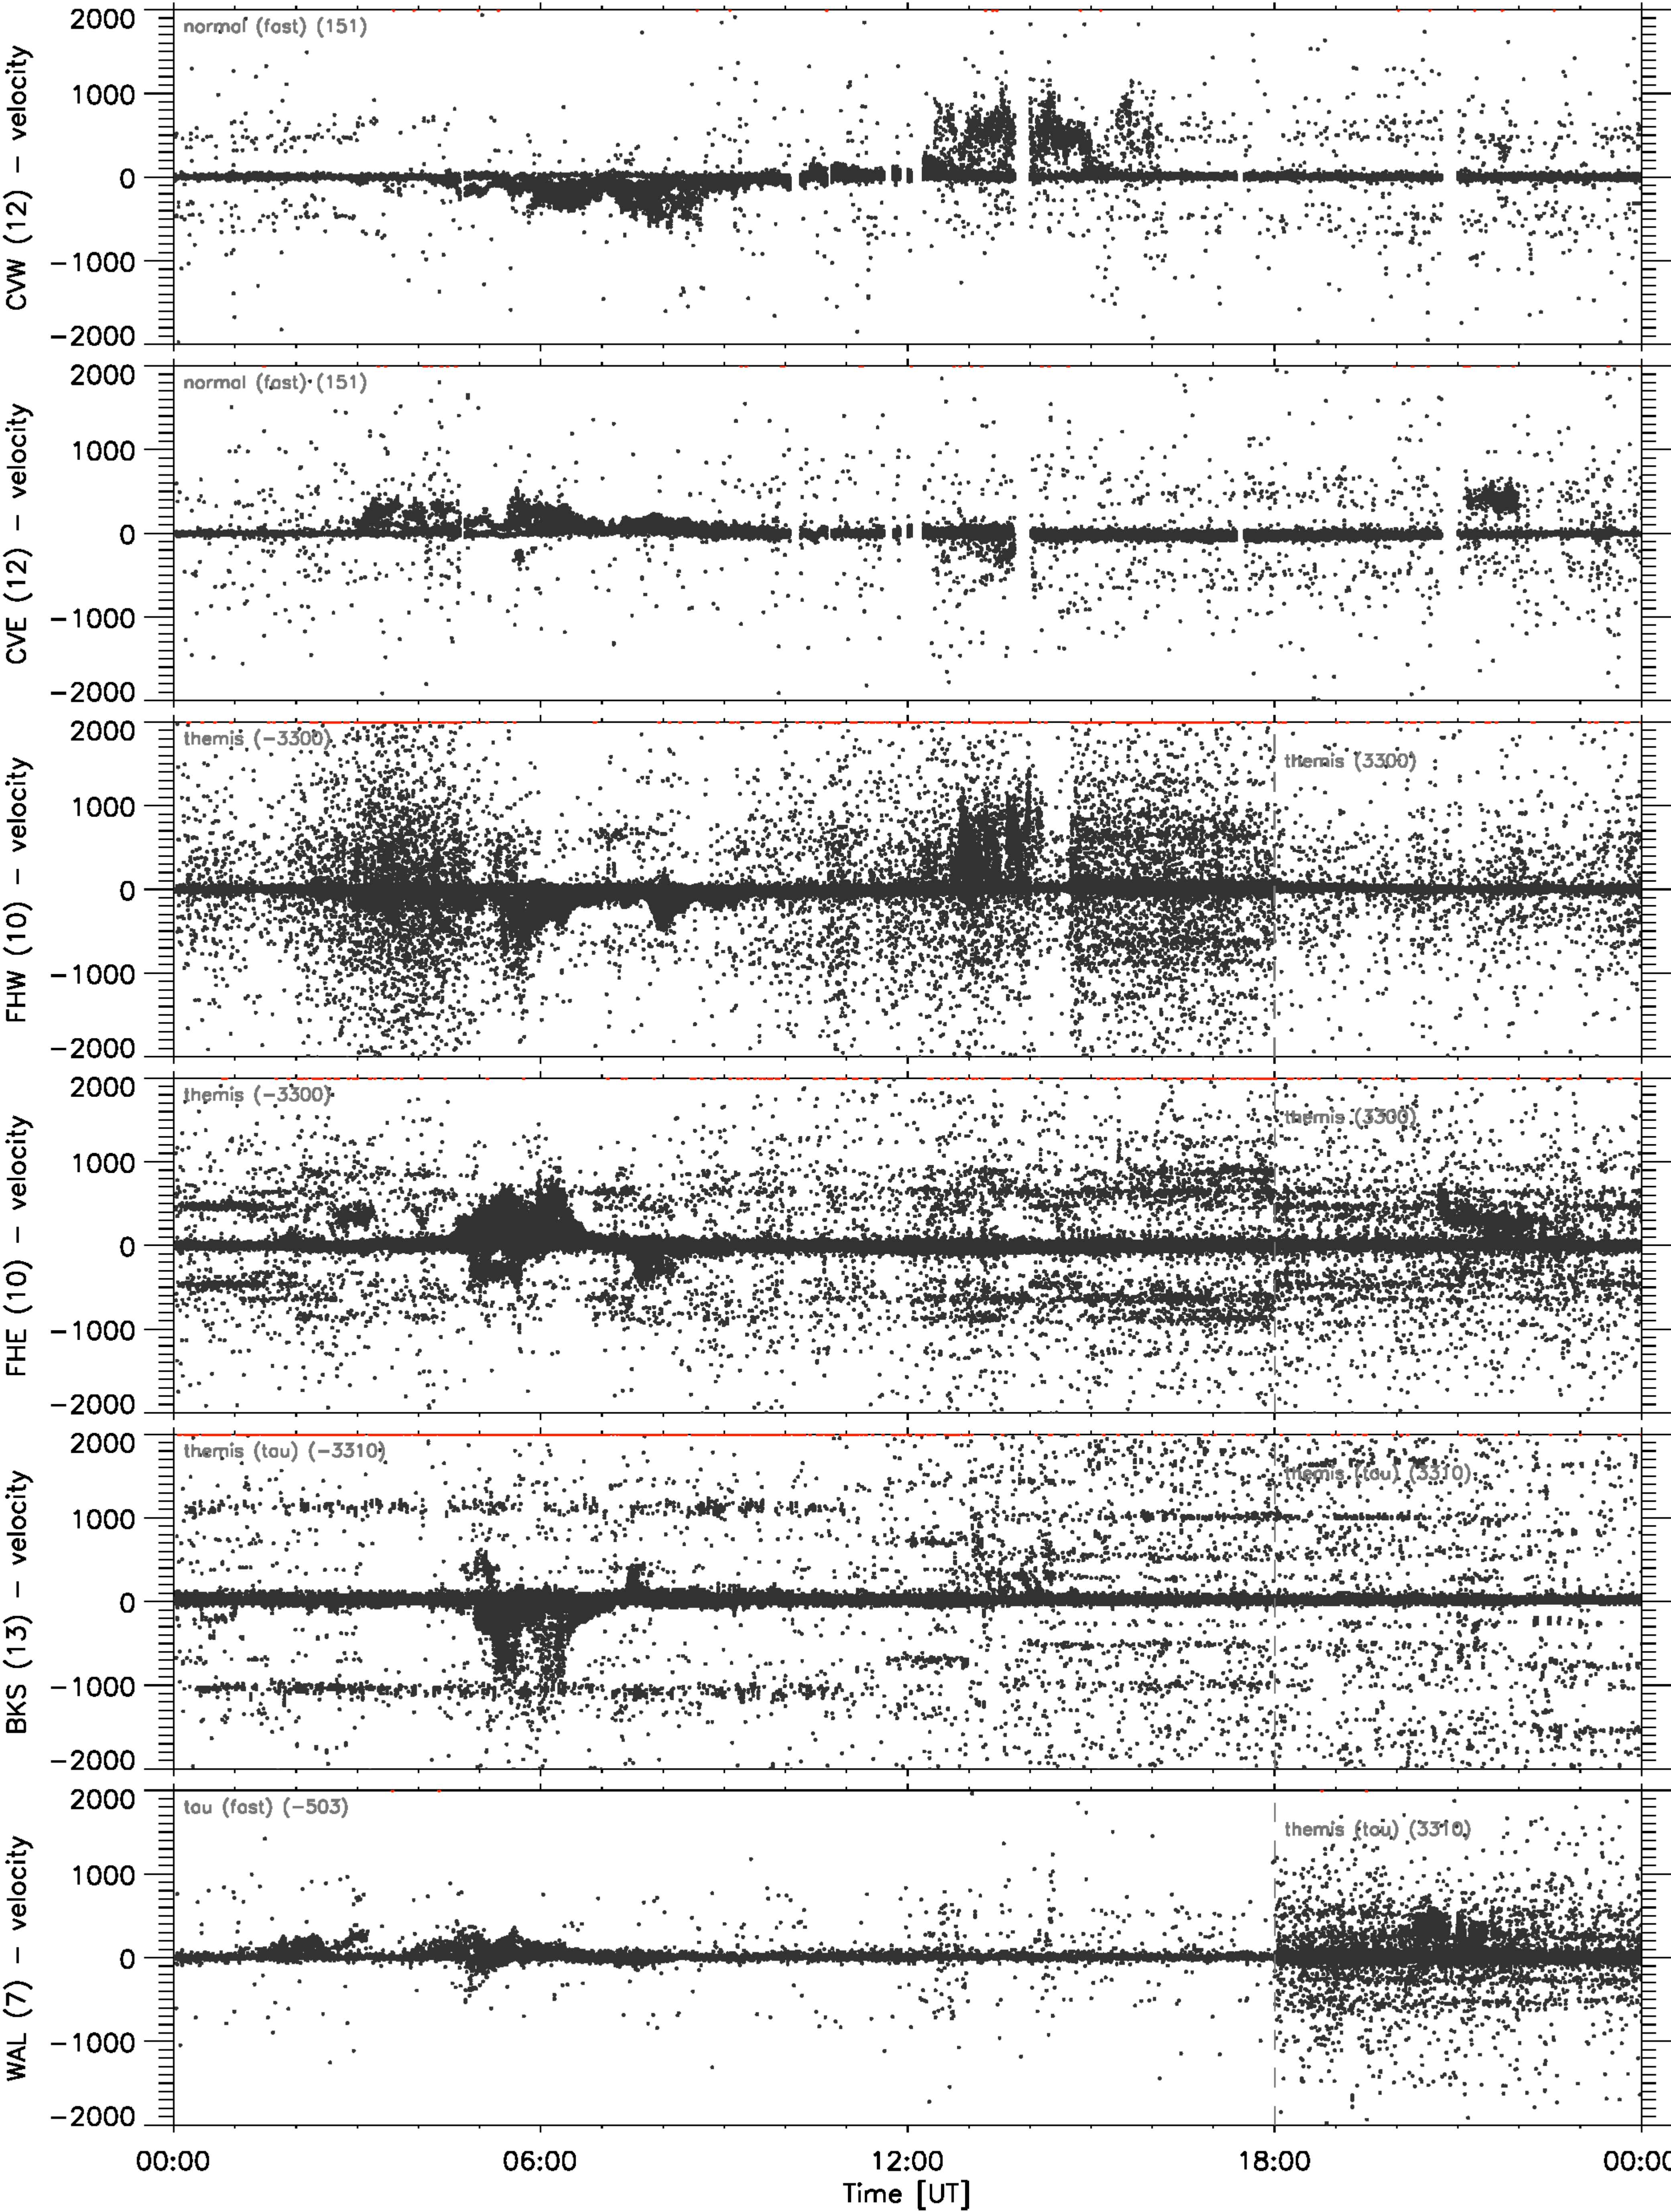 CVW (12) – velocity
2000
1000
0
−1000
−2000
normal (fast) (151)
CVE (12) – velocity
2000
1000
0
−1000
−2000
normal (fast) (151)
FHW (10) – velocity
2000
1000
0
−1000
−2000
themis (−3300)
themis (3300)
FHE (10) – velocity
2000
1000
0
−1000
−2000
themis (−3300)
themis (3300)
BKS (13) – velocity
2000
1000
0
−1000
−2000
themis (tau) (−3310)
themis (tau) (3310)
WAL (7) – velocity
2000
1000
0
−1000
−2000
tau (fast) (−503)
themis (tau) (3310)
00:00 06:00 12:00 18:00 00:00
Time [UT]